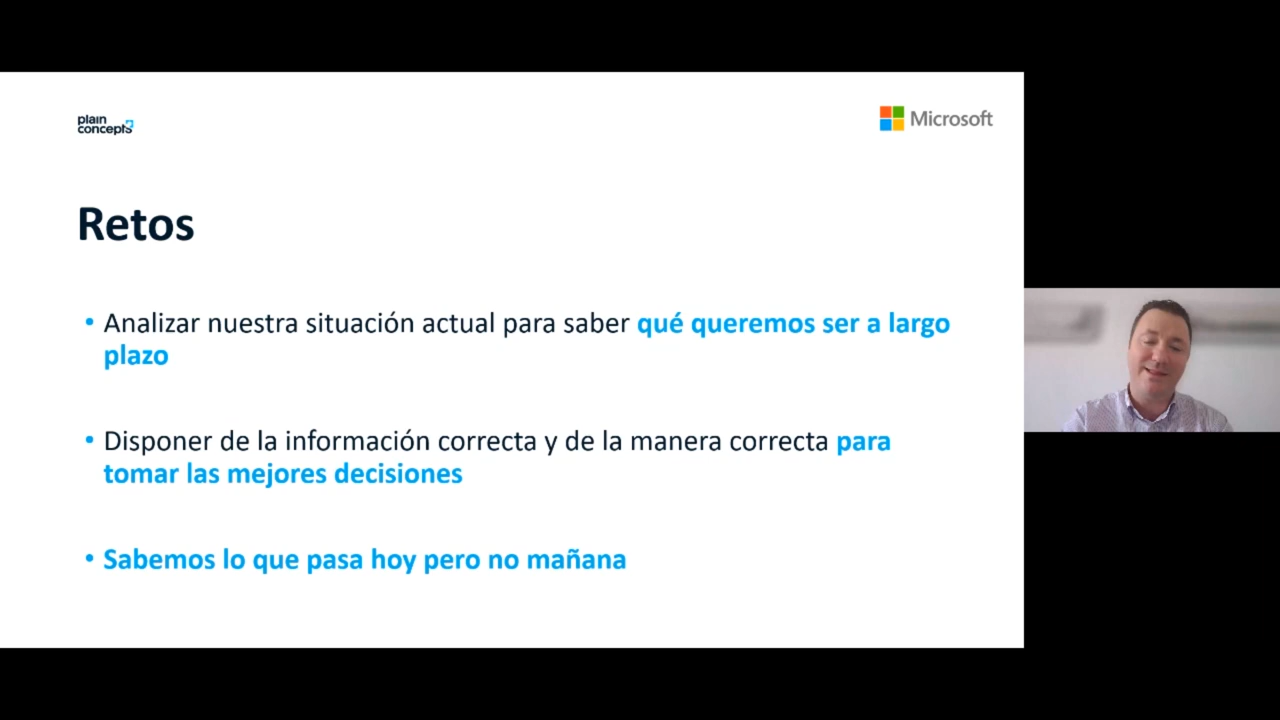 plain
concepts
Microsoft
Retos
• Analizar nuestra situación actual para saber qué queremos ser a largo
plazo
• Disponer de la información correcta y de la manera correcta para
tomar las mejores decisiones
• Sabemos lo que pasa hoy pero no mañana